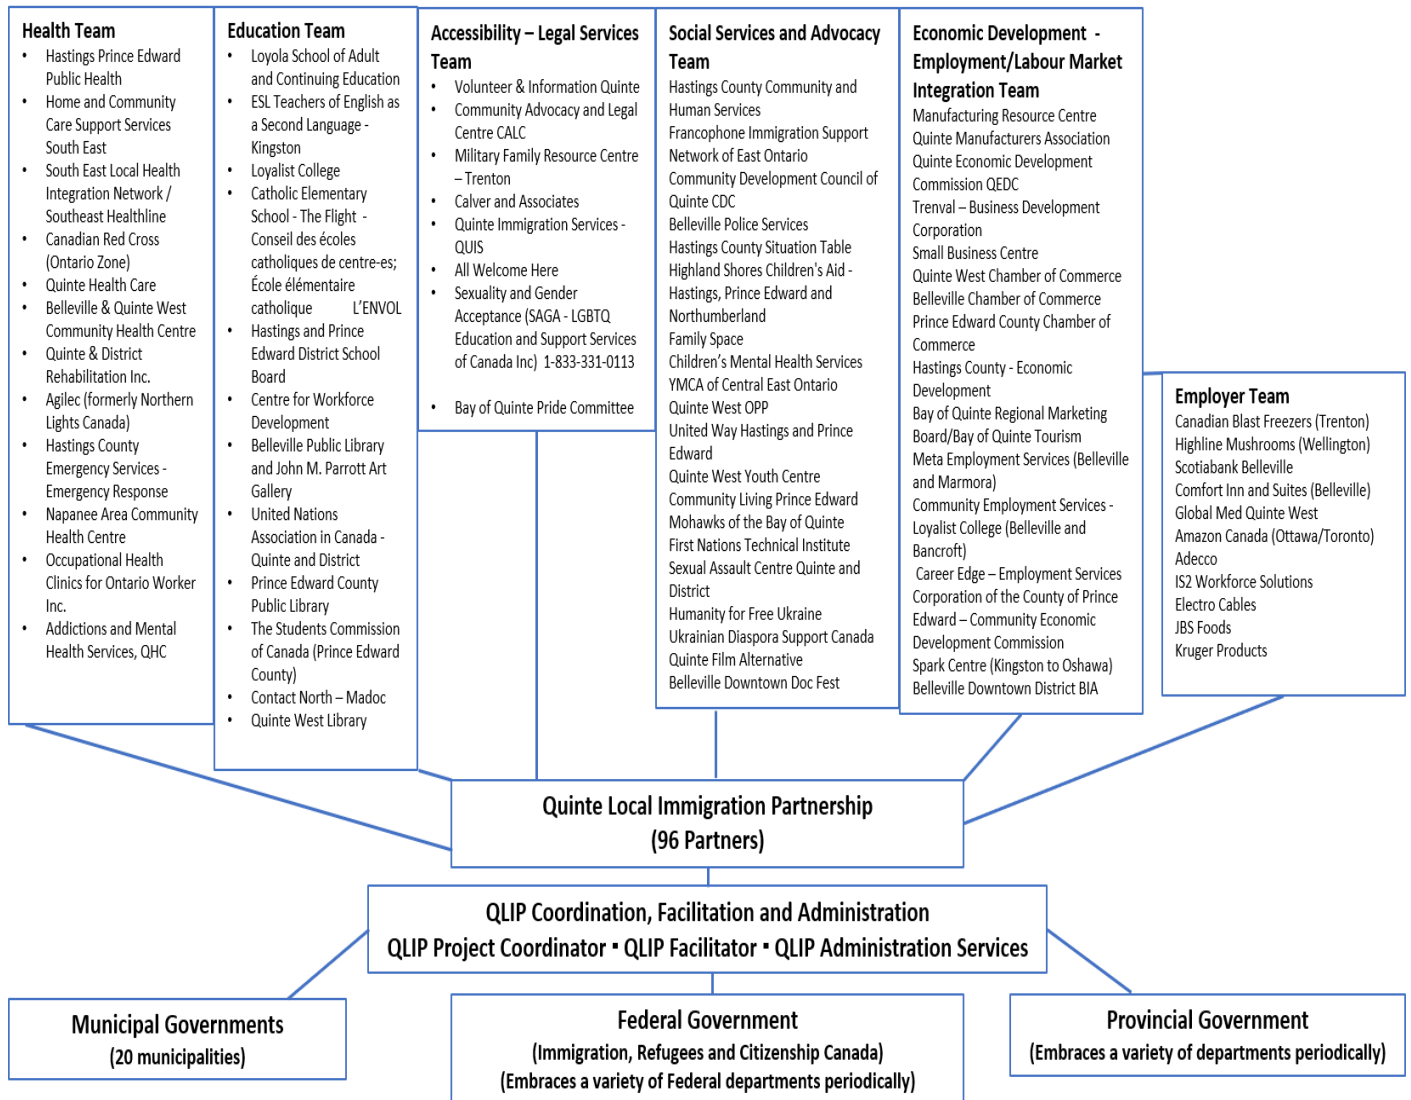 Health Team
• Hastings Prince Edward
Public Health
• Home and Community
Care Support Services
South East
• South East Local Health
Integration Network /
Southeast Healthline
• Canadian Red Cross
(Ontario Zone)
• Quinte Health Care
• Belleville & Quinte West
Community Health Centre
• Quinte & District
Rehabilitation Inc.
• Agilec (formerly Northern
Lights Canada)
• Hastings County
Emergency Services -
Emergency Response
• Napanee Area Community
Health Centre
• Occupational Health
Clinics for Ontario Worker
Inc.
• Addictions and Mental
Health Services, QHC
Education Team
• Loyola School of Adult
and Continuing Education
• ESL Teachers of English as
a Second Language -
Kingston
• Loyalist College
• Catholic Elementary
School - The Flight -
Conseil des écoles
catholiques de centre-es;
École élémentaire
catholique L’ENVOL
• Hastings and Prince
Edward District School
Board
• Centre for Workforce
Development
• Belleville Public Library
and John M. Parrott Art
Gallery
• United Nations
Association in Canada -
Quinte and District
• Prince Edward County
Public Library
• The Students Commission
of Canada (Prince Edward
County)
• Contact North – Madoc
• Quinte West Library
Accessibility – Legal Services
Team
• Volunteer & Information Quinte
• Community Advocacy and Legal
Centre CALC
• Military Family Resource Centre
– Trenton
• Calver and Associates
• Quinte Immigration Services -
QUIS
• All Welcome Here
• Sexuality and Gender
Acceptance (SAGA - LGBTQ
Education and Support Services
of Canada Inc) 1-833-331-0113
• Bay of Quinte Pride Committee
Social Services and Advocacy
Team
Hastings County Community and
Human Services
Francophone Immigration Support
Network of East Ontario
Community Development Council of
Quinte CDC
Belleville Police Services
Hastings County Situation Table
Highland Shores Children's Aid -
Hastings, Prince Edward and
Northumberland
Family Space
Children’s Mental Health Services
YMCA of Central East Ontario
Quinte West OPP
United Way Hastings and Prince
Edward
Quinte West Youth Centre
Community Living Prince Edward
Mohawks of the Bay of Quinte
First Nations Technical Institute
Sexual Assault Centre Quinte and
District
Humanity for Free Ukraine
Ukrainian Diaspora Support Canada
Quinte Film Alternative
Belleville Downtown Doc Fest
Economic Development -
Employment/Labour Market
Integration Team
Manufacturing Resource Centre
Quinte Manufacturers Association
Quinte Economic Development
Commission QEDC
Trenval – Business Development
Corporation
Small Business Centre
Quinte West Chamber of Commerce
Belleville Chamber of Commerce
Prince Edward County Chamber of
Commerce
Hastings County - Economic
Development
Bay of Quinte Regional Marketing
Board/Bay of Quinte Tourism
Meta Employment Services (Belleville
and Marmora)
Community Employment Services -
Loyalist College (Belleville and
Bancroft)
Career Edge – Employment Services
Corporation of the County of Prince
Edward – Community Economic
Development Commission
Spark Centre (Kingston to Oshawa)
Belleville Downtown District BIA
Employer Team
Canadian Blast Freezers (Trenton)
Highline Mushrooms (Wellington)
Scotiabank Belleville
Comfort Inn and Suites (Belleville)
Global Med Quinte West
Amazon Canada (Ottawa/Toronto)
Adecco
IS2 Workforce Solutions
Electro Cables
JBS Foods
Kruger Products
Quinte Local Immigration Partnership
(96 Partners)
QLIP Coordination, Facilitation and Administration
QLIP Project Coordinator ▪ QLIP Facilitator ▪ QLIP Administration Services
Municipal Governments
(20 municipalities)
Federal Government
(Immigration, Refugees and Citizenship Canada)
(Embraces a variety of Federal departments periodically)
Provincial Government
(Embraces a variety of departments periodically)